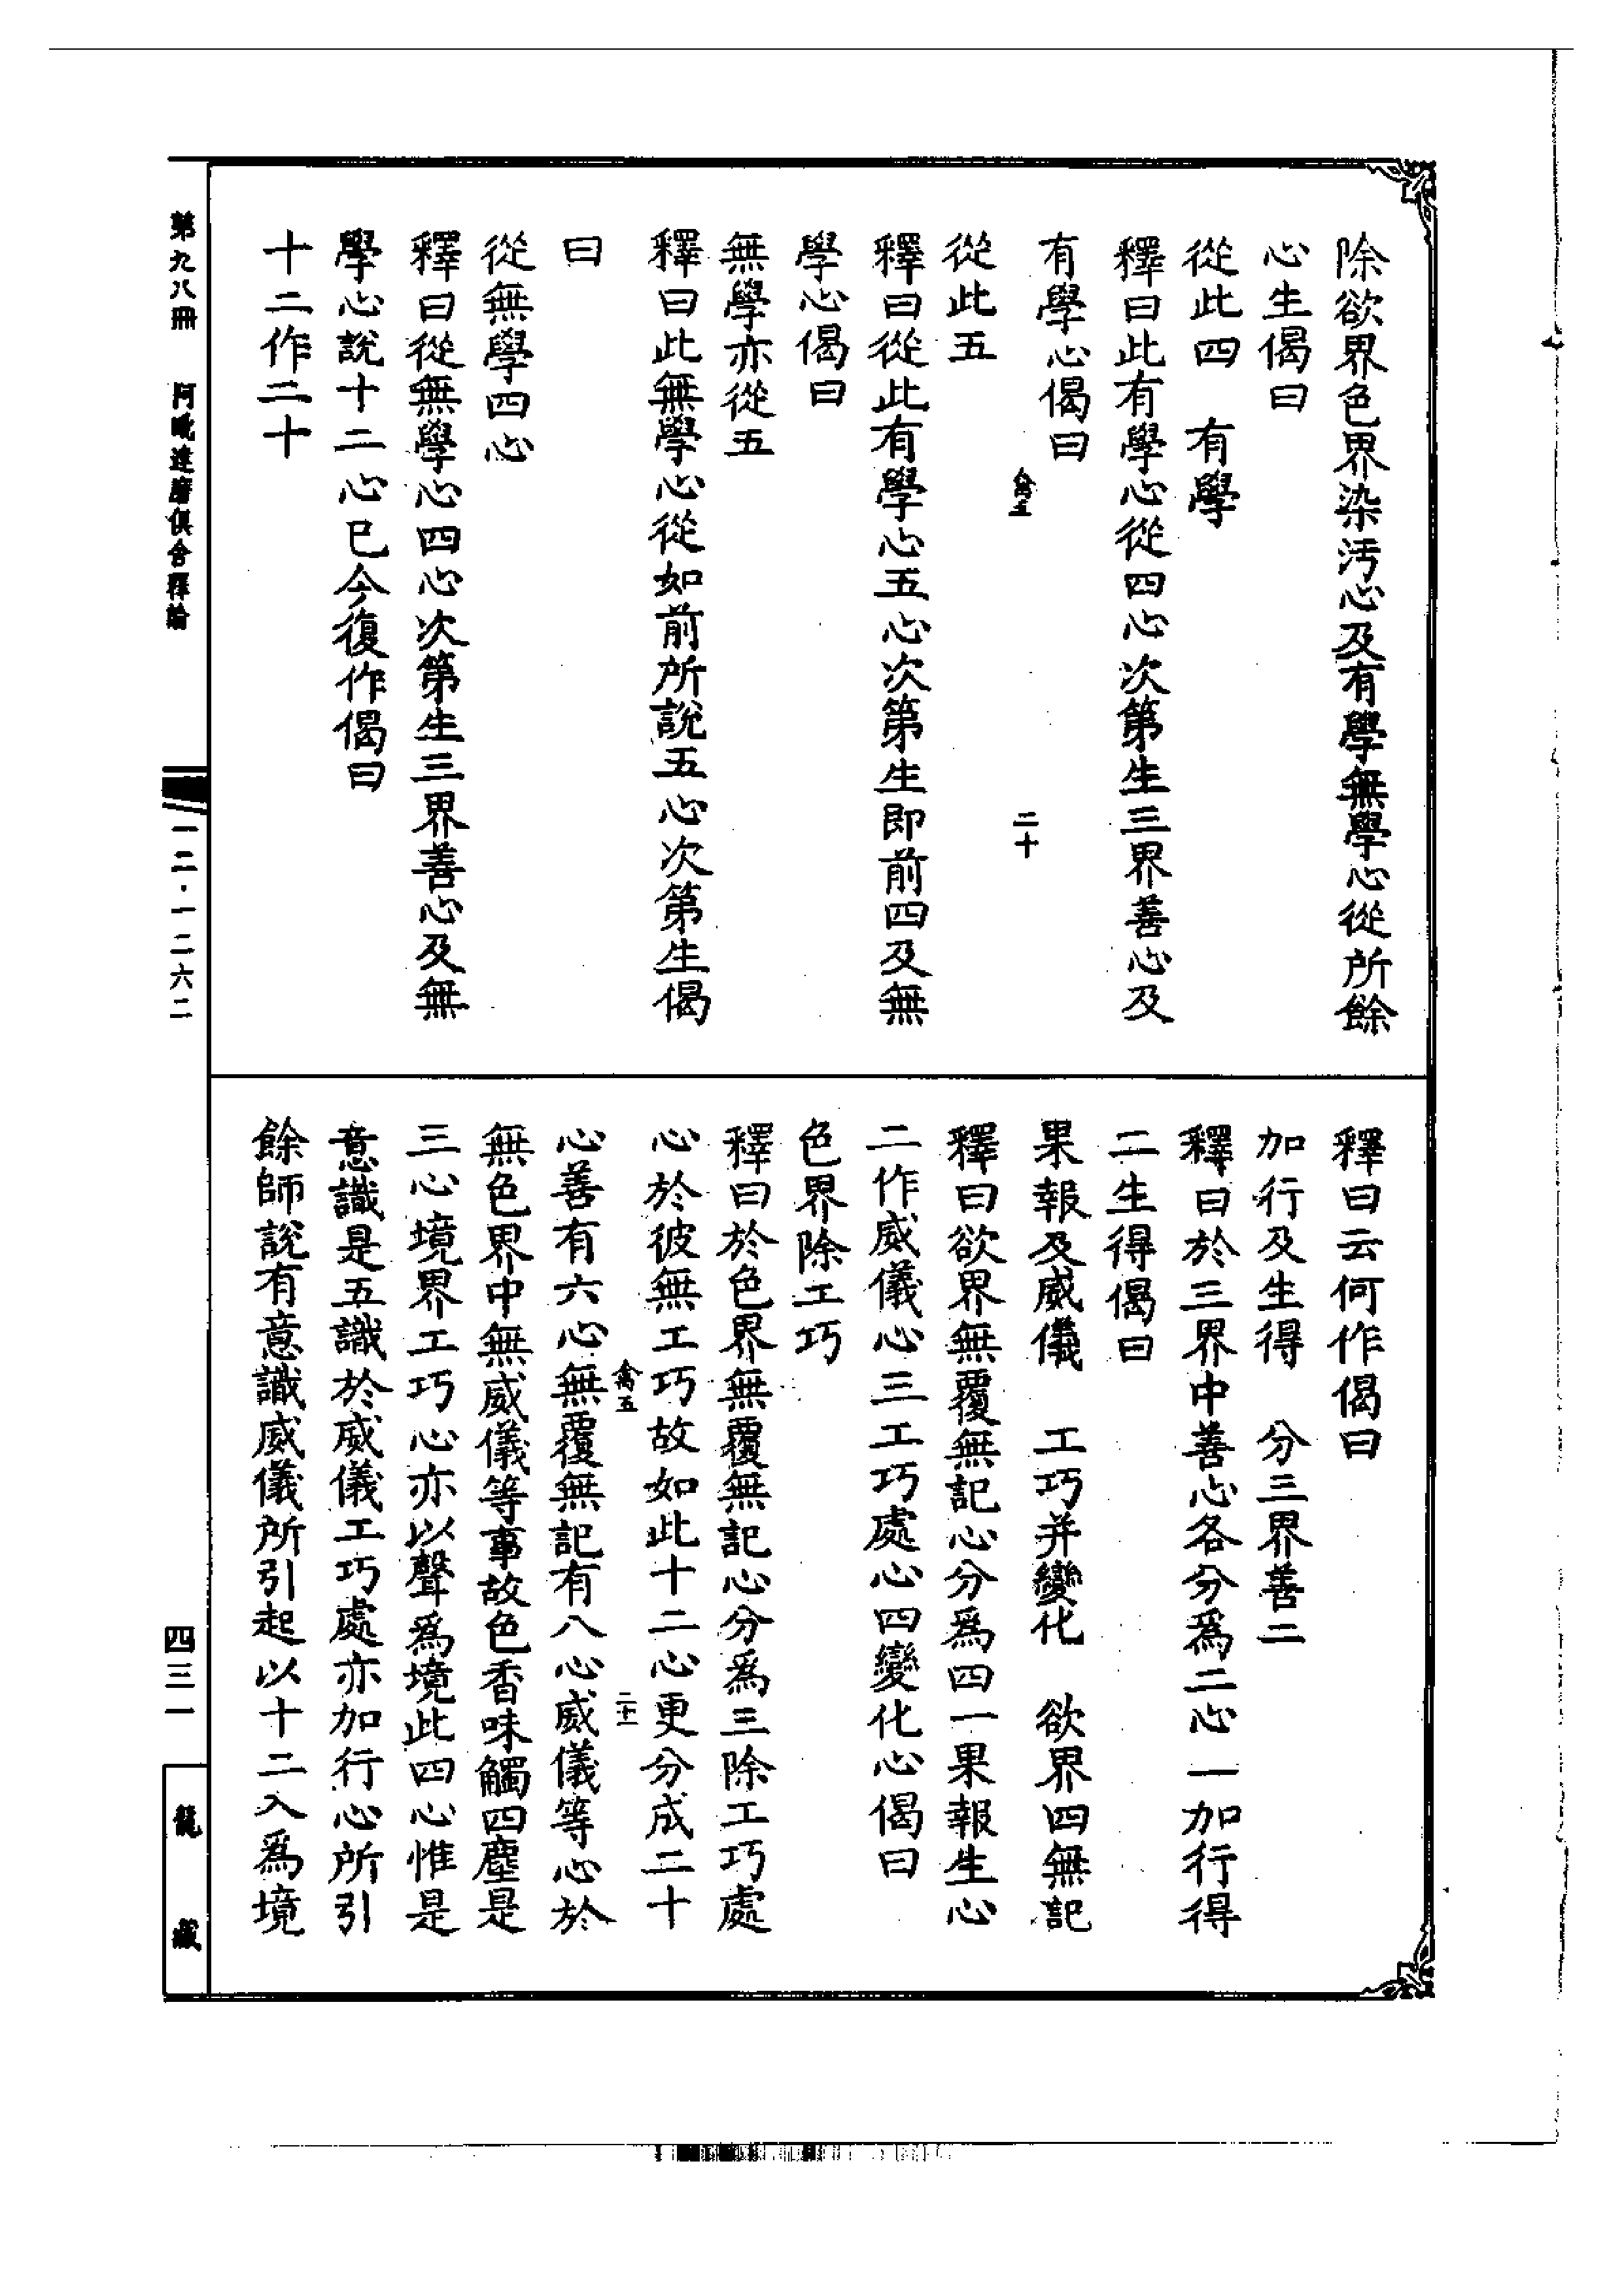 除欲界色界染汚心及有學無學心從所餘
心生偈曰
從此四　有學
釋曰此有學心從四心次第生三界善心及
有學心偈曰
禽五　二十
從此五
釋曰從此有學心五心次第生即前四及無
學心偈曰
無學亦從五
釋曰此無學心從如前所說五心次第生偈
曰
從無學四心
釋曰從無學心四心次第生三界善心及無
學心說十二心已今復作偈曰
十二作二十
釋曰云何作偈曰
加行及生得　分三界善二
釋曰於三界中善心各分為二心一加行得
二生得偈曰
果報及威儀　工巧并變化　欲界四無記
釋曰欲界無覆無記心分為四一果報生心
二作威儀心三工巧處心四變化心偈曰
色界除工巧
釋曰於色界無覆無記心分為三除工巧處
心於彼無工巧故如此十二心更分成二十
禽五　二十一
心善有六心無覆無記有八心威儀等心於
無色界中無威儀等事故色香味觸四塵是
三心境界工巧心亦以聲爲境此四心惟是
意識是五識於威儀工巧處亦加行心所引
餘師說有意識威儀所引起以十二入爲境
第九八冊　阿毗達磨俱舍釋論　一二·一二六二　四三一　龍藏